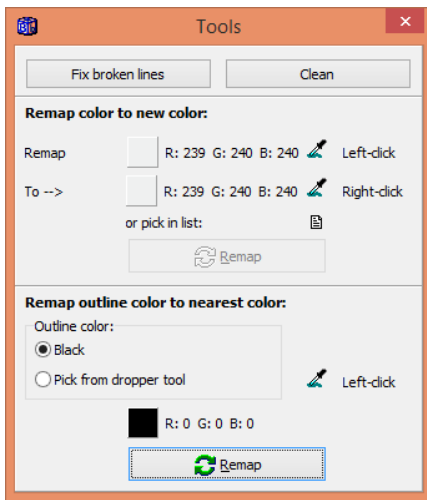 Tools
Fix broken lines Clean
Remap color to new color:
Remap R: 239 G: 240 B: 240 Left-click
To --> R: 239 G: 240 B: 240 Right-click
or pick in list:
Remap
Remap outline color to nearest color:
Outline color:
Black
Pick from dropper tool Left-click
R: 0 G: 0 B: 0
Remap